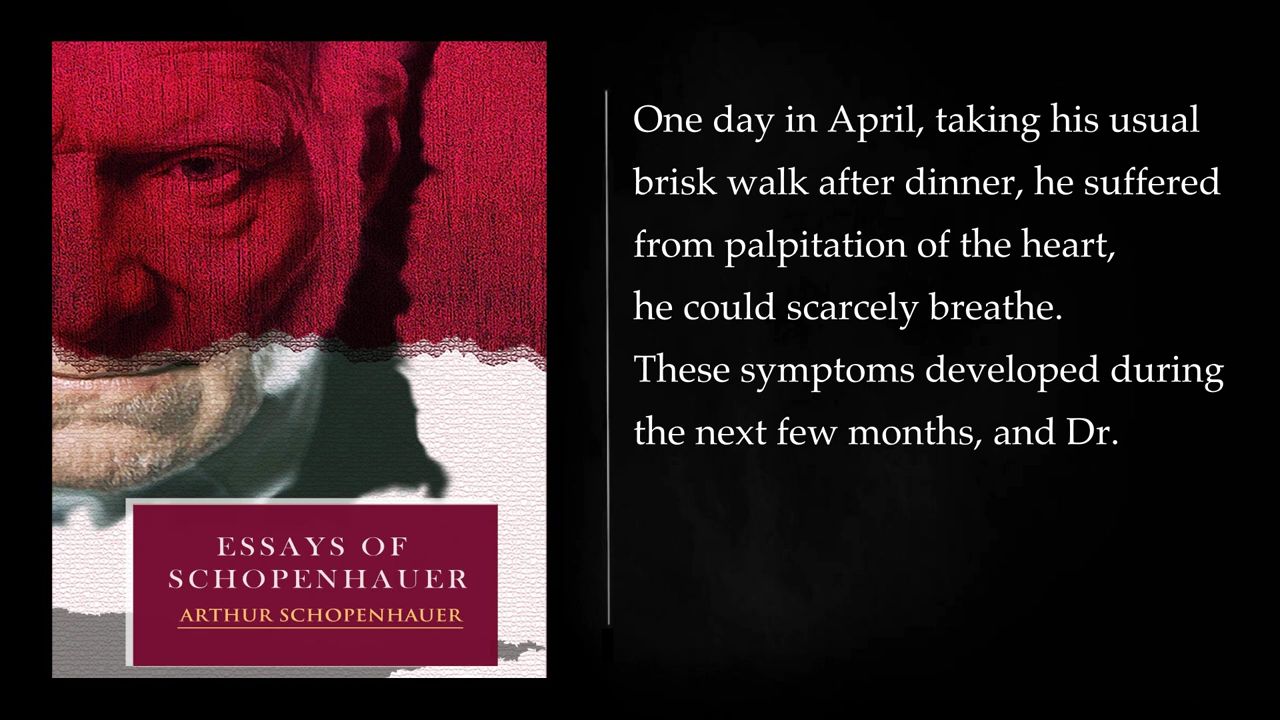 ESSAYS OF
SCHOPENHAUER
ARTHUR SCHOPENHAUER
One day in April, taking his usual
brisk walk after dinner, he suffered
from palpitation of the heart,
he could scarcely breathe.
These symptoms developed during
the next few months, and Dr.